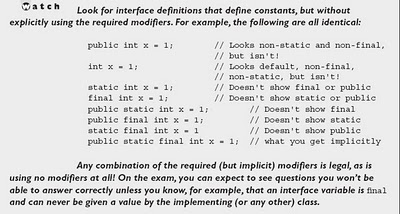 Watch Look for interface definitions that define constants, but without
explicitly using the required modifiers. For example, the following are all identical:
public int x = 1; // Looks non-static and non-final,
// but isn't!
int x = 1; // Looks default, non-final,
// non-static, but isn't!
static int x = 1; // Doesn't show final or public
final int x = 1; // Doesn't show static or public
public static int x = 1; // Doesn't show final
public final int x = 1; // Doesn't show static
static final int x = 1 // Doesn't show public
public static final int x = 1; // what you get implicitly
Any combination of the required (but implicit) modifiers is legal, as is
using no modifiers at all! On the exam, you can expect to see questions you won't be
able to answer correctly unless you know, for example, that an interface variable is final
and can never be given a value by the implementing (or any other) class.